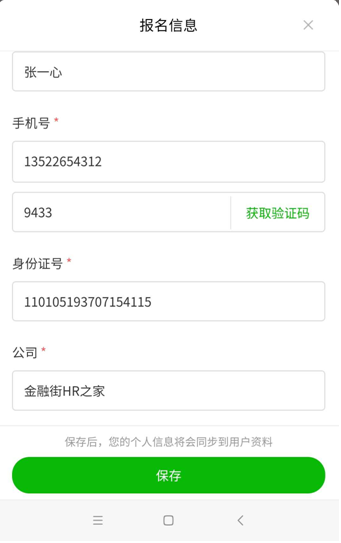 报名信息
张一心
手机号 *
13522654312
9433
获取验证码
身份证号 *
110105193707154115
公司 *
金融街HR之家
保存后，您的个人信息将会同步到用户资料
保存